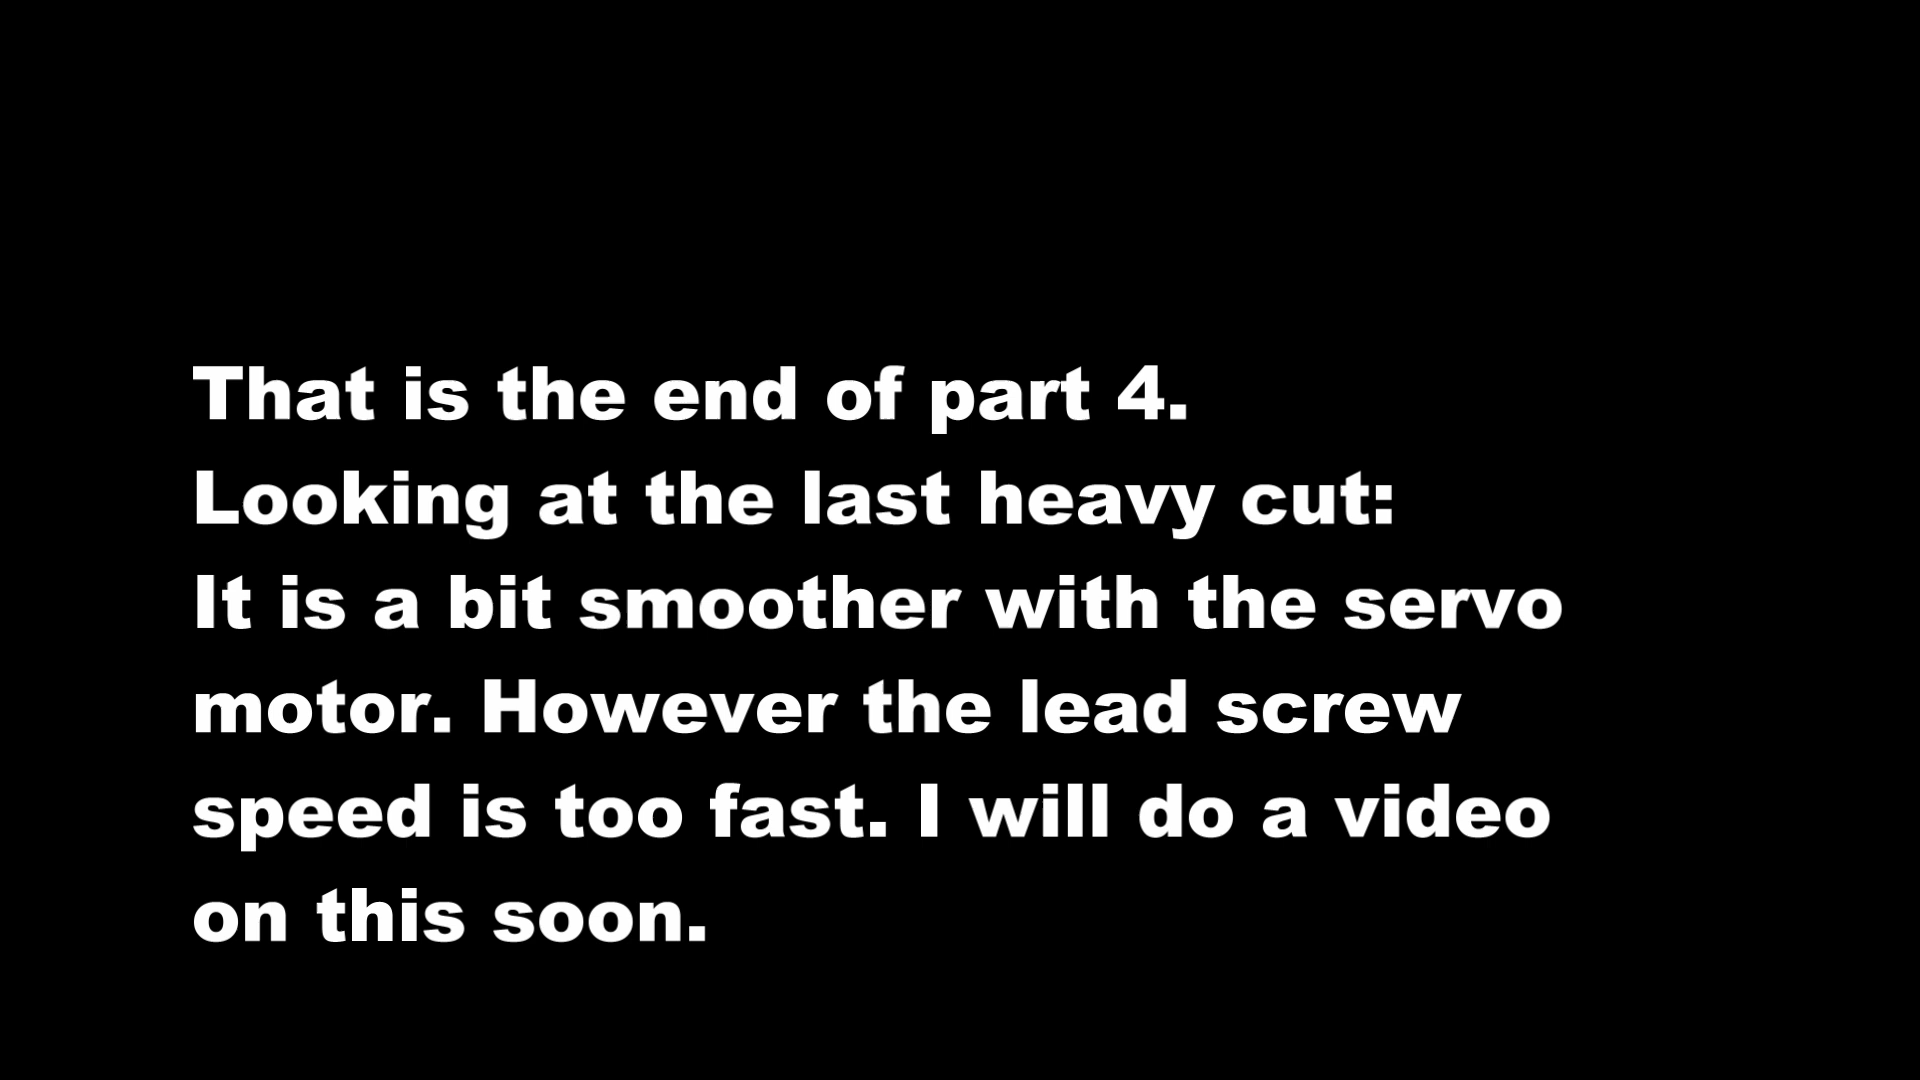 That is the end of part 4.
Looking at the last heavy cut:
It is a bit smoother with the servo
motor. However the lead screw
speed is too fast. I will do a video
on this soon.